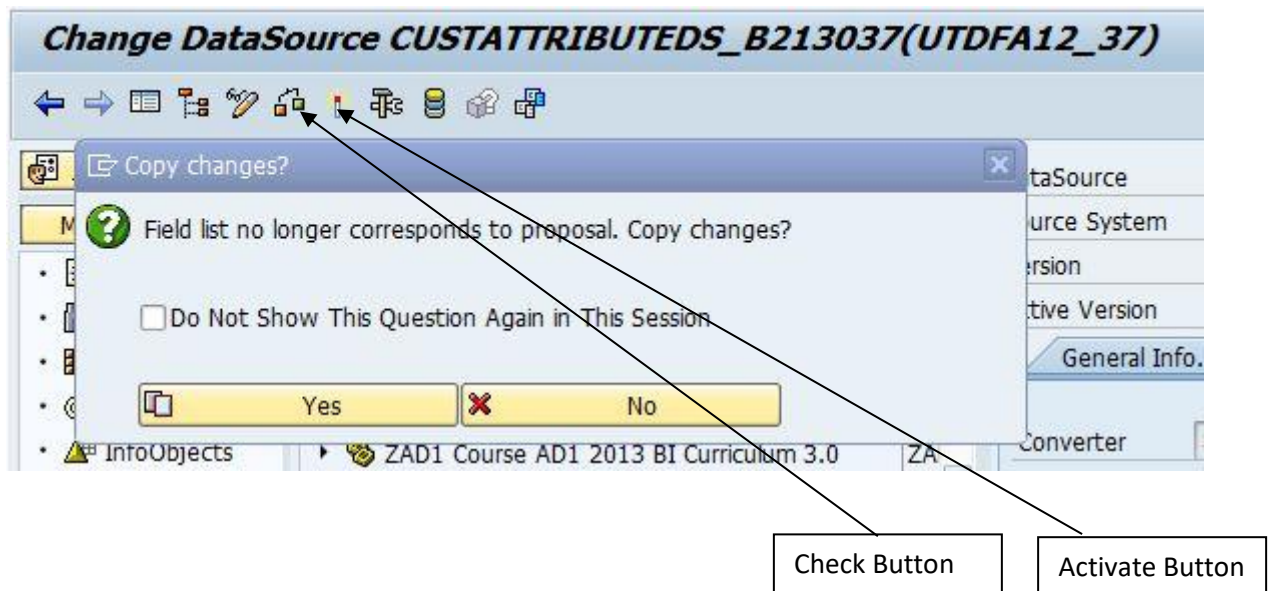 Change DataSource CUSTATTRIBUTEDS_B213037(UTDFA12_37)
Copy changes?
taSource
Field list no longer corresponds to proposal. Copy changes?
urce System
rsion
Do Not Show This Question Again in This Session
tive Version
General Info.
Yes No
InfoObjects ZAD1 Course AD1 2013 BI Curriculum 3.0 ZA Converter
Check Button Activate Button